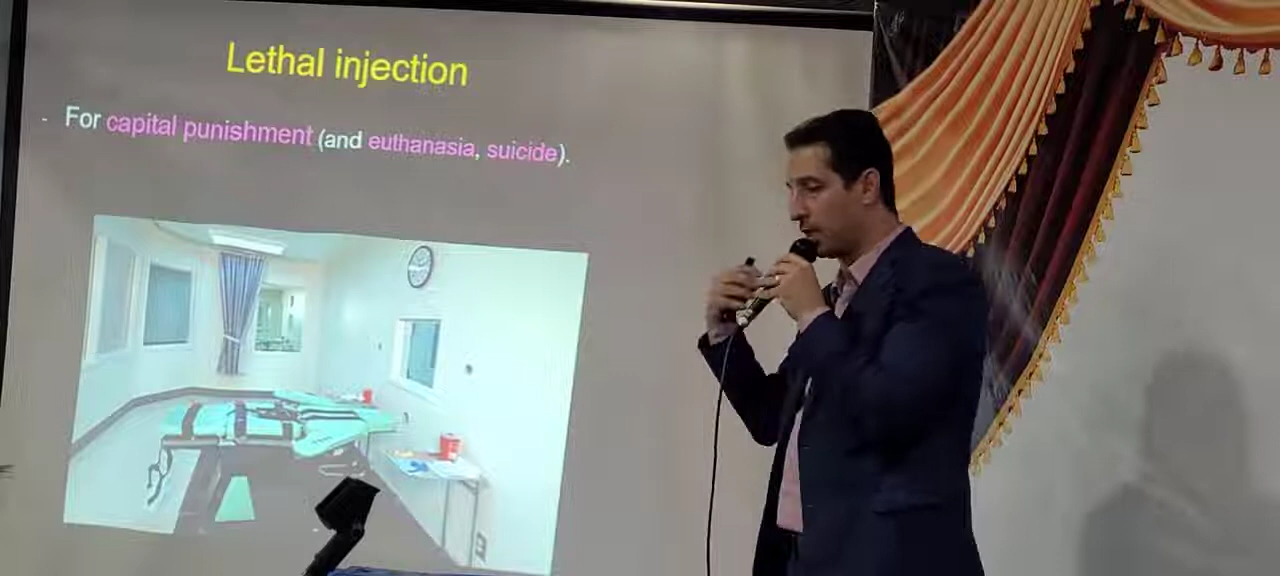 Lethal injection
- For capital punishment (and euthanasia, suicide).